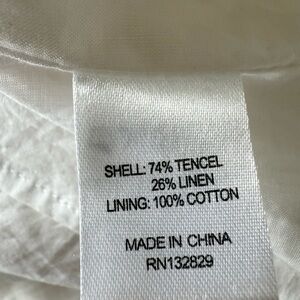 SHELL: 74% TENCEL
26% LINEN
LINING: 100% COTTON
MADE IN CHINA
RN132829